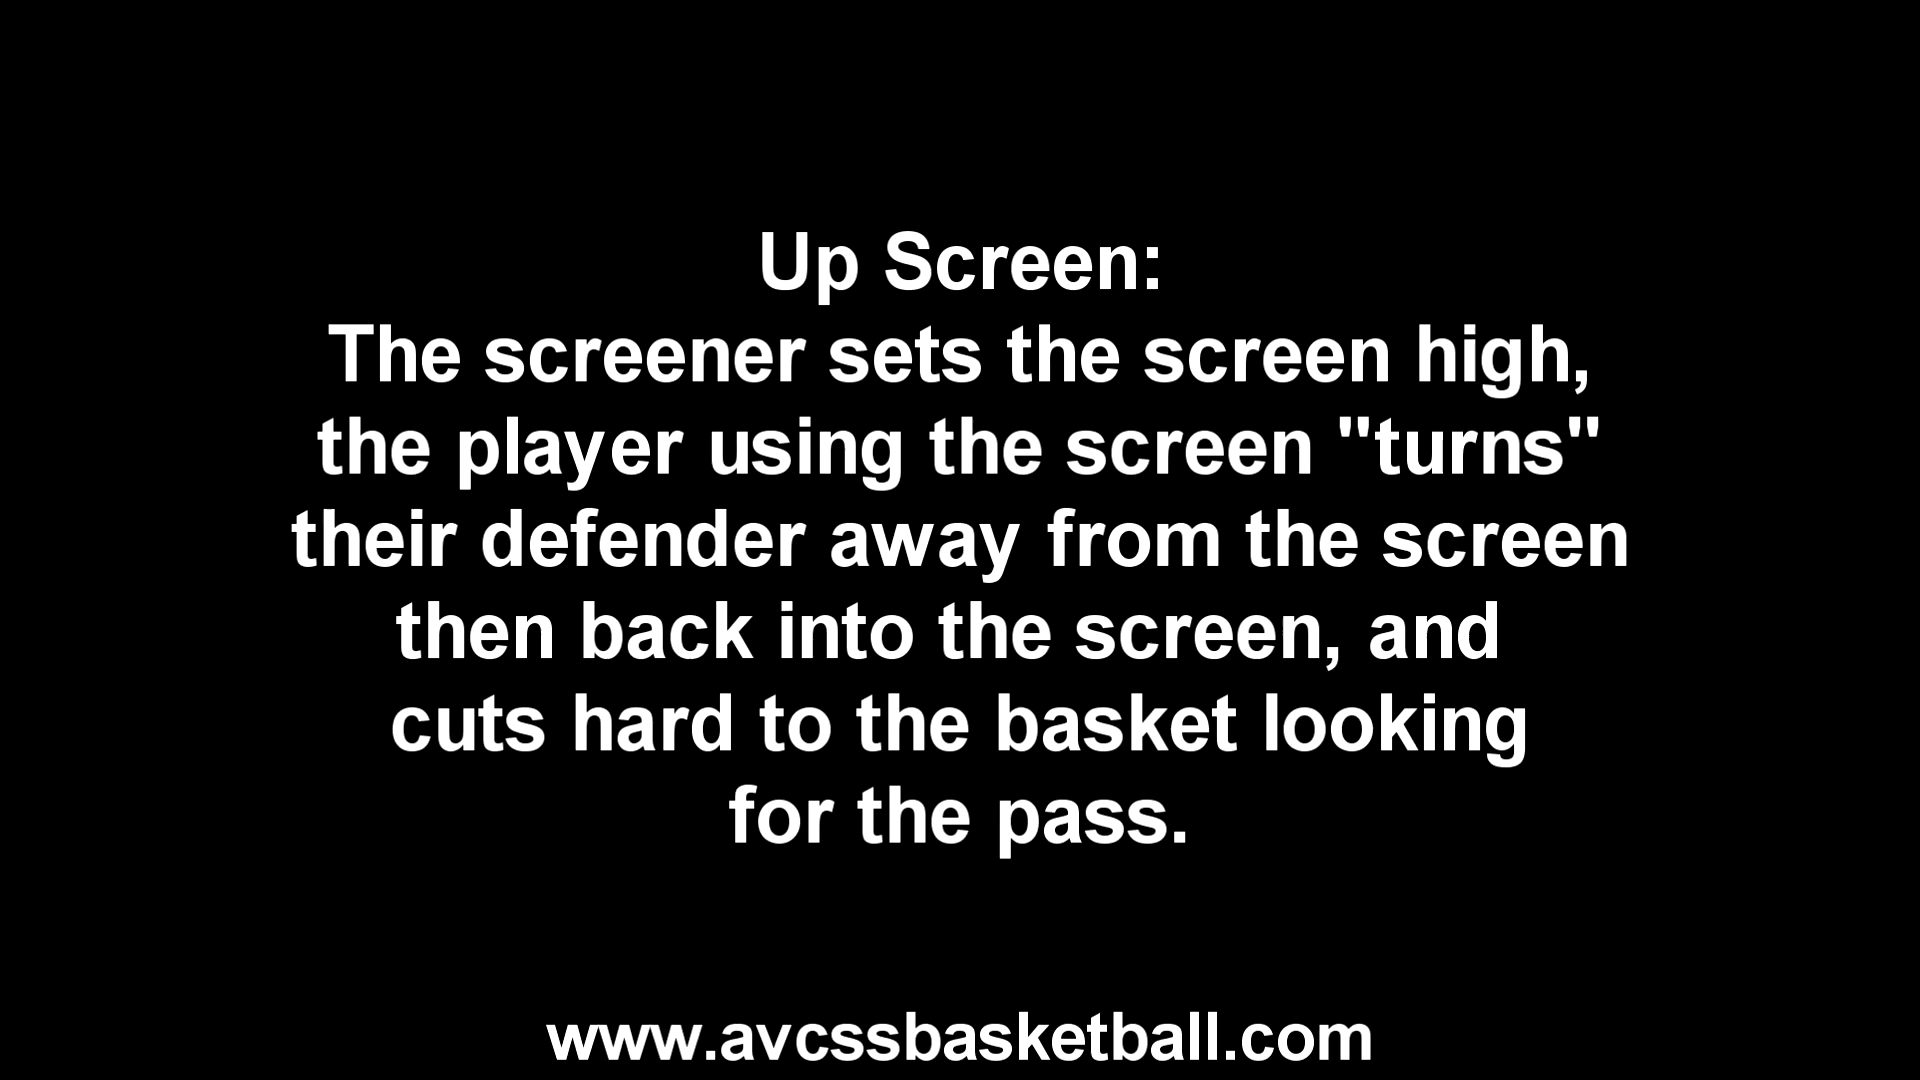 Up Screen:
The screener sets the screen high,
the player using the screen "turns"
their defender away from the screen
then back into the screen, and
cuts hard to the basket looking
for the pass.
www.avcssbasketball.com